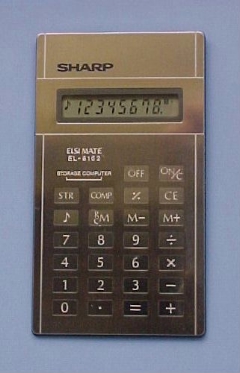 SHARP
♪ 12345678.
ELSI MATE
EL-8162
STORAGE COMPUTER
OFF
STR COMP % CE
♪ M− M+
7 8 9 ÷
4 5 6 ×
1 2 3 −
0 · = +